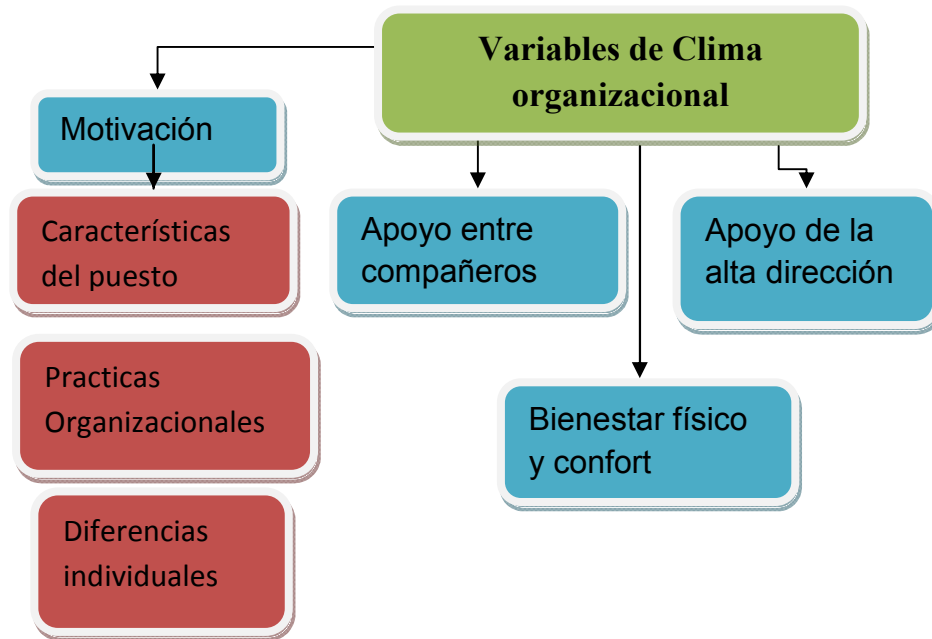 Variables de Clima
organizacional
Motivación
Características
del puesto
Practicas
Organizacionales
Diferencias
individuales
Apoyo entre
compañeros
Apoyo de la
alta dirección
Bienestar físico
y confort